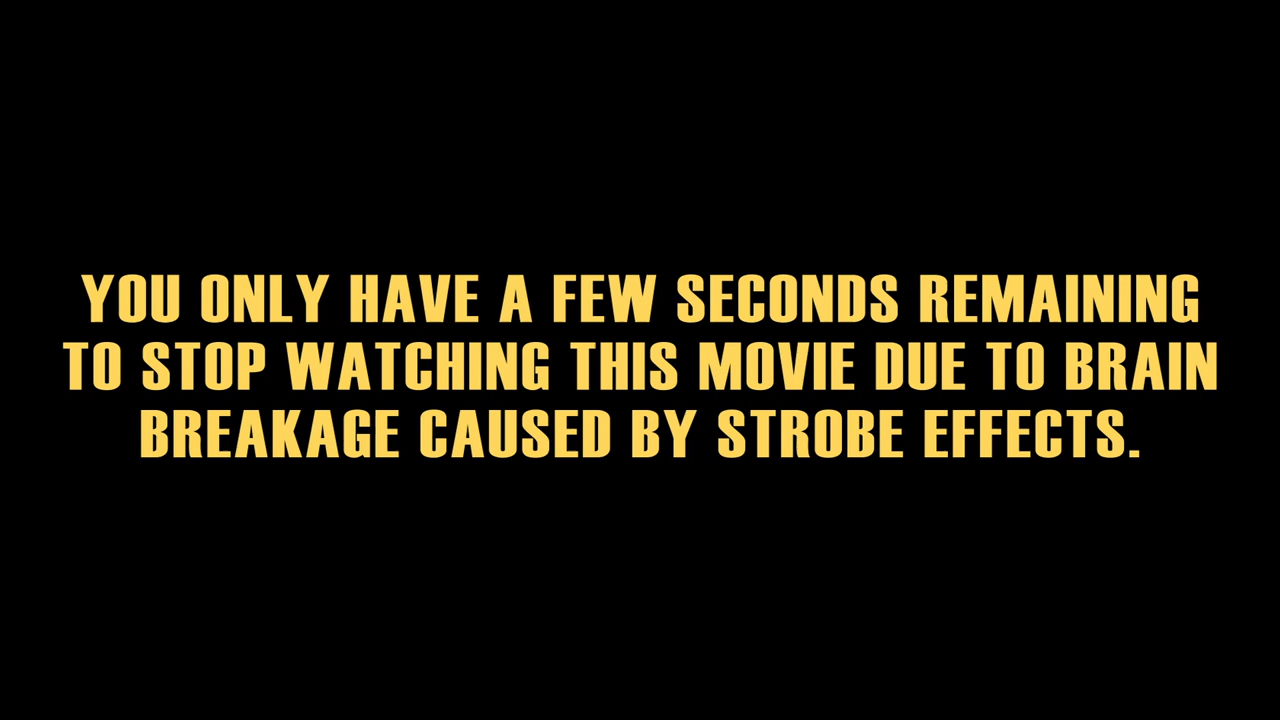 YOU ONLY HAVE A FEW SECONDS REMAINING
TO STOP WATCHING THIS MOVIE DUE TO BRAIN
BREAKAGE CAUSED BY STROBE EFFECTS.